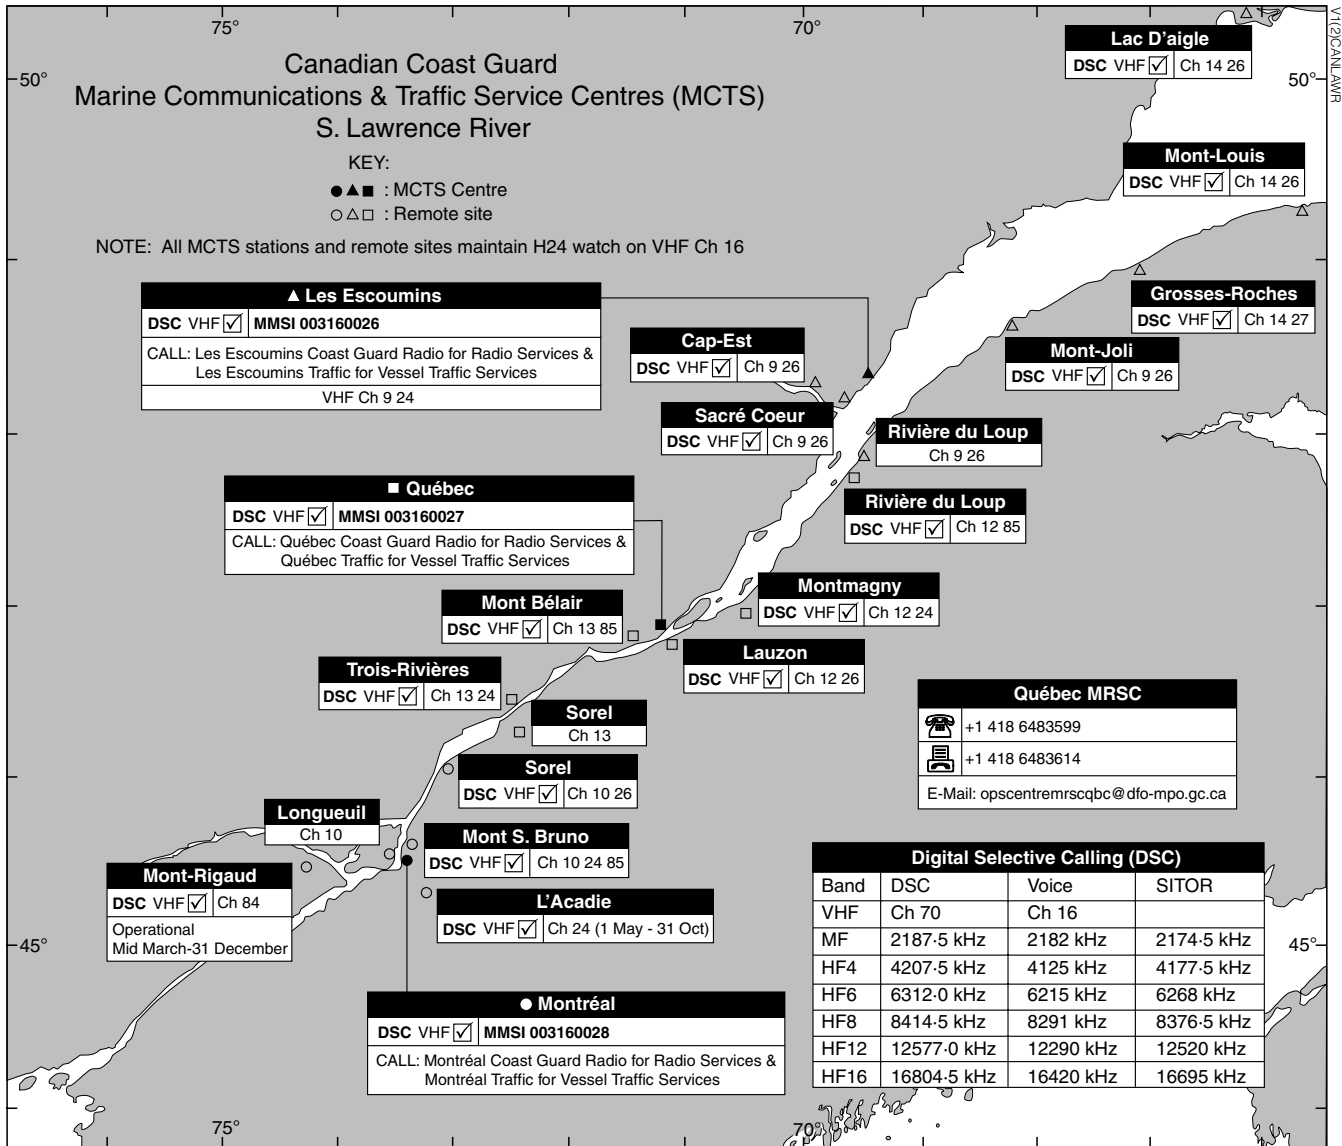 75°
70°
V1(2)CANLAWR
Canadian Coast Guard
Marine Communications & Traffic Service Centres (MCTS)
S. Lawrence River
50°
50°
KEY:
●▲■ : MCTS Centre
○△□ : Remote site
NOTE: All MCTS stations and remote sites maintain H24 watch on VHF Ch 16
Lac D'aigle
DSC VHF ☑ Ch 14 26
Mont-Louis
DSC VHF ☑ Ch 14 26
Grosses-Roches
DSC VHF ☑ Ch 14 27
Mont-Joli
DSC VHF ☑ Ch 9 26
▲ Les Escoumins
DSC VHF ☑ MMSI 003160026
CALL: Les Escoumins Coast Guard Radio for Radio Services &
Les Escoumins Traffic for Vessel Traffic Services
VHF Ch 9 24
Cap-Est
DSC VHF ☑ Ch 9 26
Sacré Coeur
DSC VHF ☑ Ch 9 26
Rivière du Loup
Ch 9 26
Rivière du Loup
DSC VHF ☑ Ch 12 85
■ Québec
DSC VHF ☑ MMSI 003160027
CALL: Québec Coast Guard Radio for Radio Services &
Québec Traffic for Vessel Traffic Services
Montmagny
DSC VHF ☑ Ch 12 24
Mont Bélair
DSC VHF ☑ Ch 13 85
Lauzon
DSC VHF ☑ Ch 12 26
Trois-Rivières
DSC VHF ☑ Ch 13 24
Sorel
Ch 13
Sorel
DSC VHF ☑ Ch 10 26
Québec MRSC
+1 418 6483599
+1 418 6483614
E-Mail: opscentremrscqbc@dfo-mpo.gc.ca
Longueuil
Ch 10
Mont S. Bruno
DSC VHF ☑ Ch 10 24 85
Mont-Rigaud
DSC VHF ☑ Ch 84
Operational
Mid March-31 December
L'Acadie
DSC VHF ☑ Ch 24 (1 May - 31 Oct)
45°
45°
● Montréal
DSC VHF ☑ MMSI 003160028
CALL: Montréal Coast Guard Radio for Radio Services &
Montréal Traffic for Vessel Traffic Services
Digital Selective Calling (DSC)
Band DSC Voice SITOR
VHF Ch 70 Ch 16
MF 2187·5 kHz 2182 kHz 2174·5 kHz
HF4 4207·5 kHz 4125 kHz 4177·5 kHz
HF6 6312·0 kHz 6215 kHz 6268 kHz
HF8 8414·5 kHz 8291 kHz 8376·5 kHz
HF12 12577·0 kHz 12290 kHz 12520 kHz
HF16 16804·5 kHz 16420 kHz 16695 kHz
75°
70°